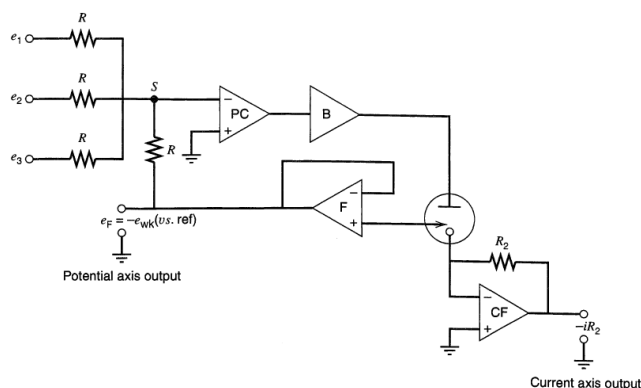 R
e1
R
e2
S
PC
B
−
+
R
e3
R
F
−
+
eF = −ewk(vs. ref)
Potential axis output
R2
CF
−
+
−iR2
Current axis output